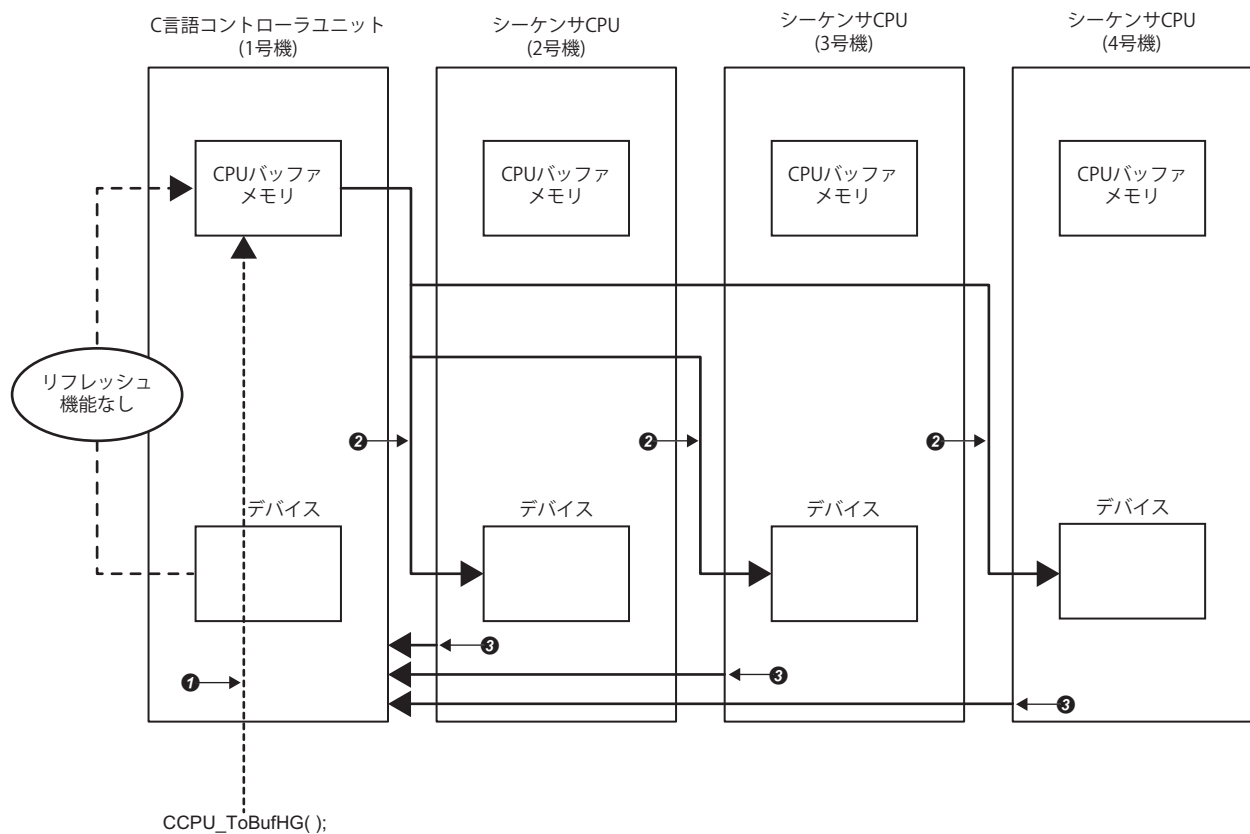 C言語コントローラユニット
(1号機)
シーケンサCPU
(2号機)
シーケンサCPU
(3号機)
シーケンサCPU
(4号機)
CPUバッファ
メモリ
CPUバッファ
メモリ
CPUバッファ
メモリ
CPUバッファ
メモリ
リフレッシュ
機能なし
❷
❷
❷
デバイス
デバイス
デバイス
デバイス
❸
❸
❸
❶
CCPU_ToBufHG( );